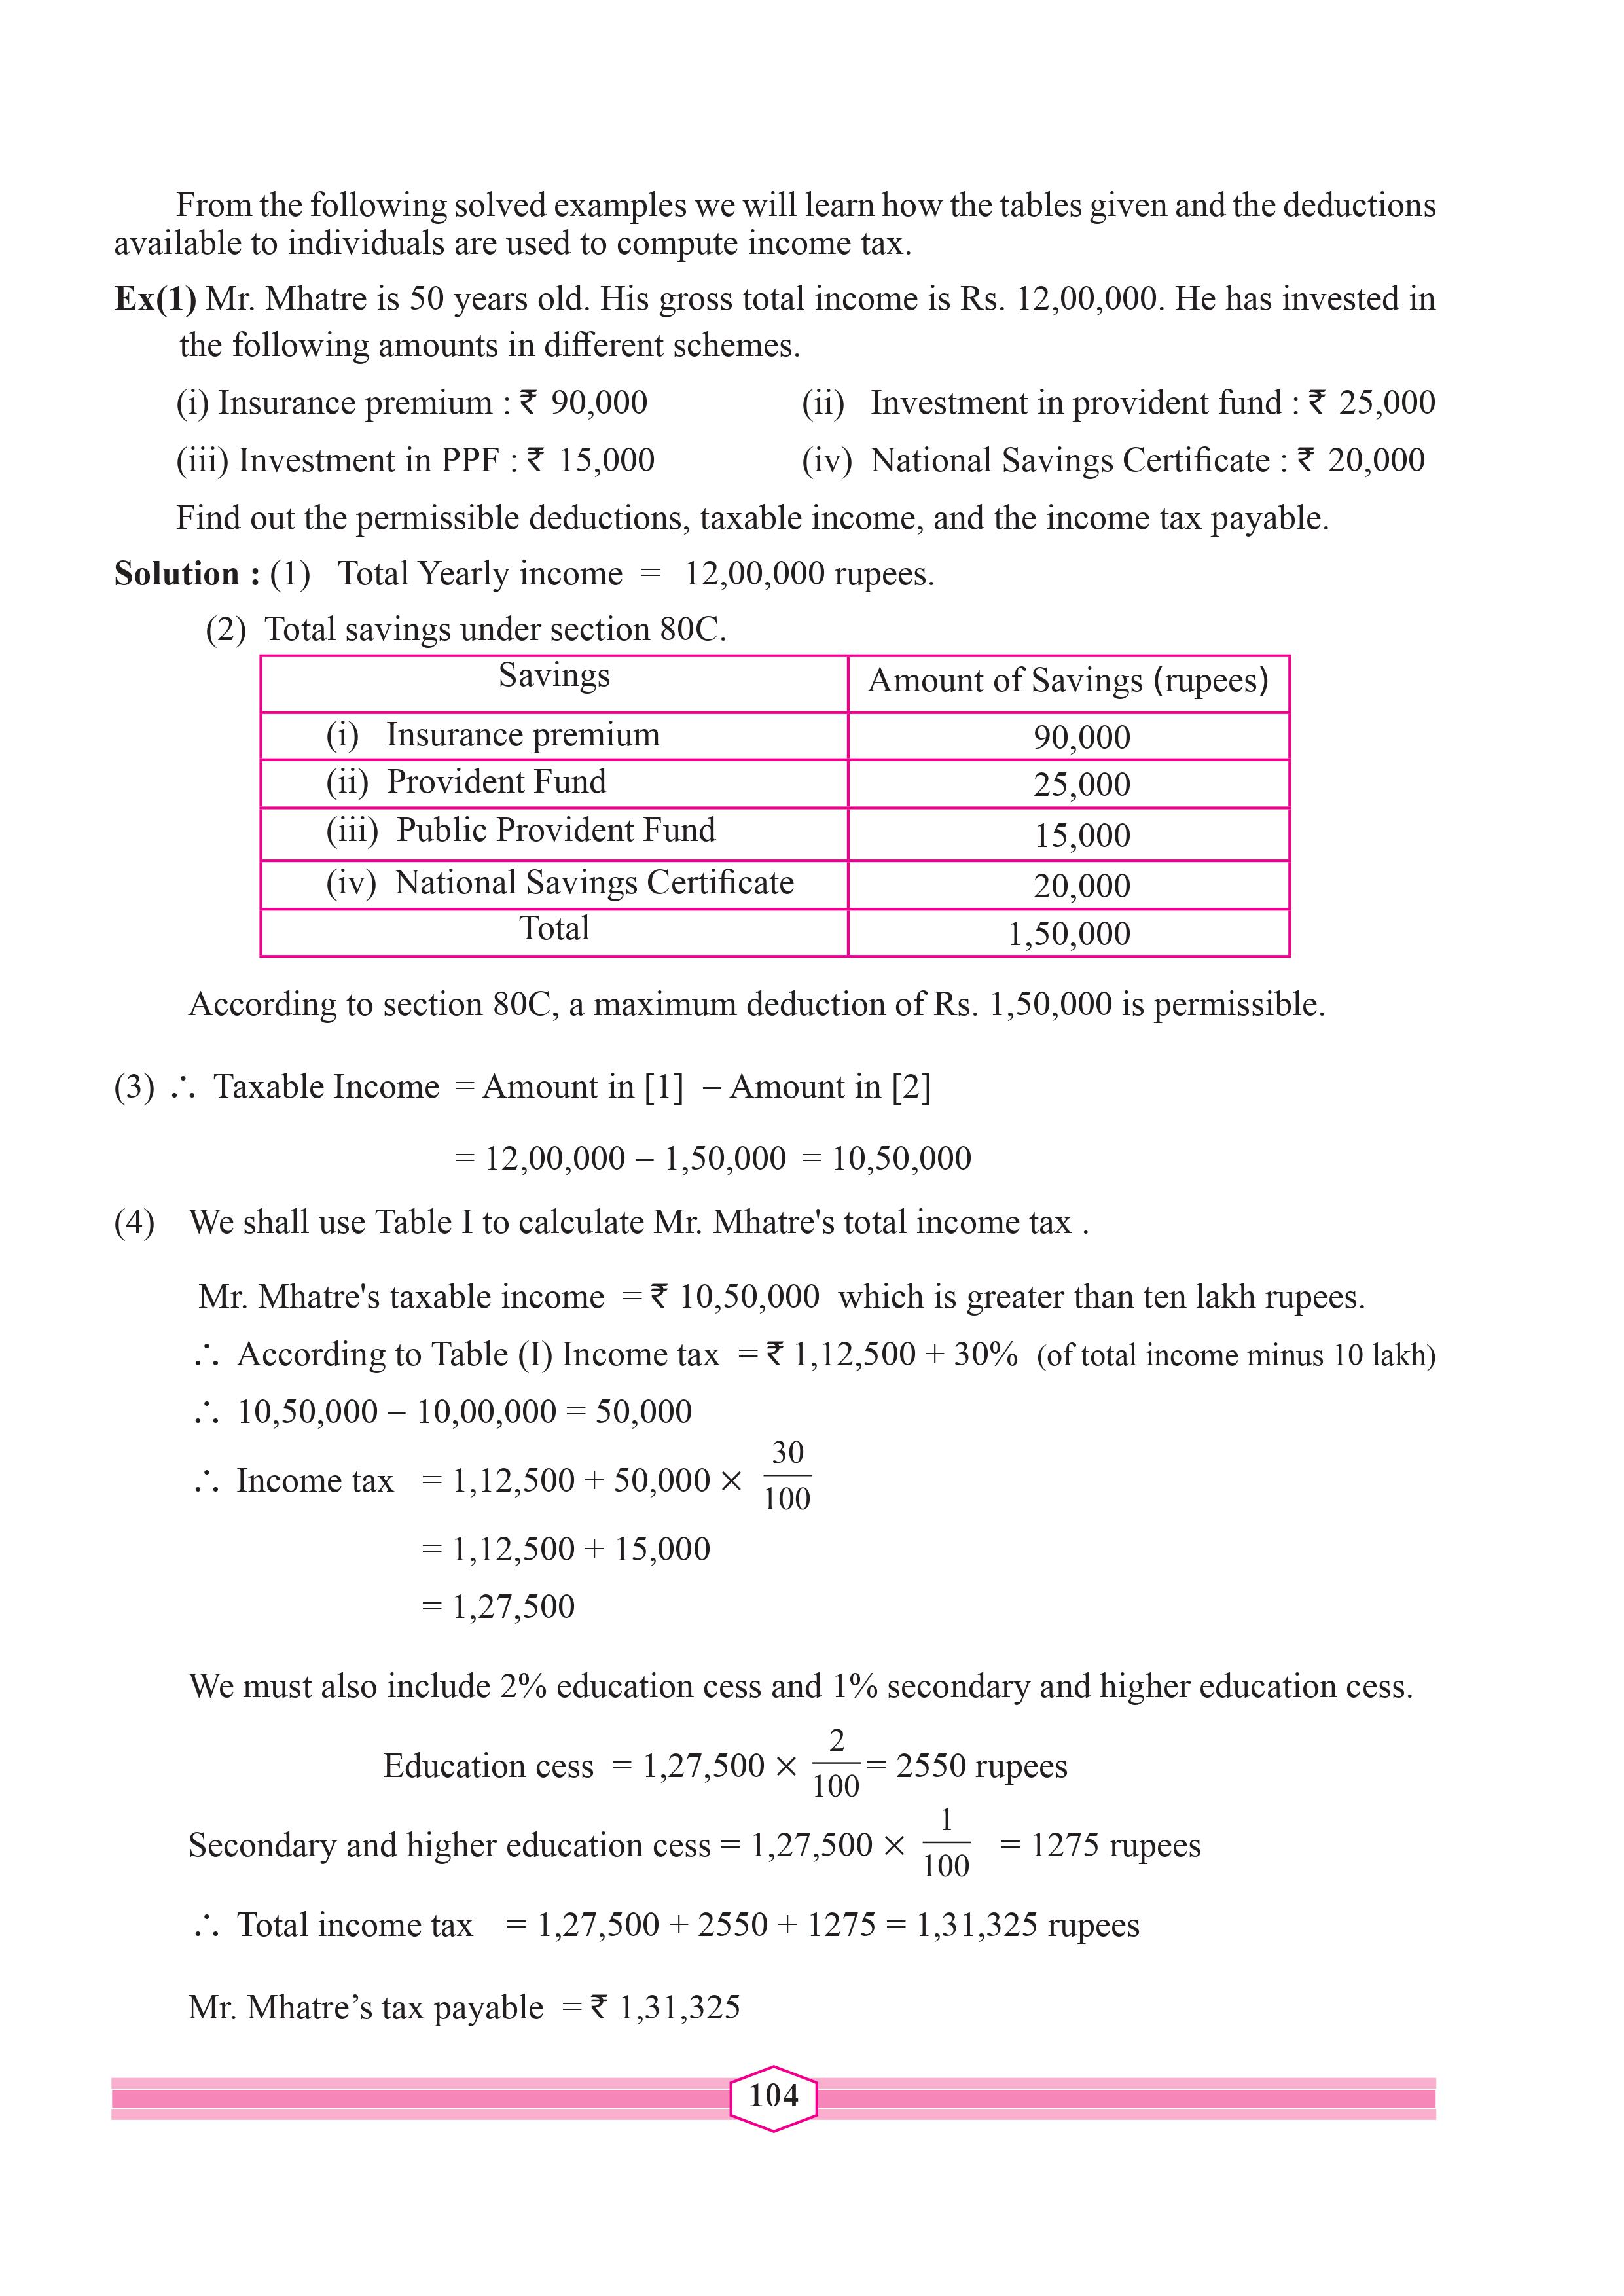 From the following solved examples we will learn how the tables given and the deductions
available to individuals are used to compute income tax.
Ex(1) Mr. Mhatre is 50 years old. His gross total income is Rs. 12,00,000. He has invested in
the following amounts in different schemes.
(i) Insurance premium : ₹ 90,000 (ii) Investment in provident fund : ₹ 25,000
(iii) Investment in PPF : ₹ 15,000 (iv) National Savings Certificate : ₹ 20,000
Find out the permissible deductions, taxable income, and the income tax payable.
Solution : (1) Total Yearly income = 12,00,000 rupees.
(2) Total savings under section 80C.
Savings Amount of Savings (rupees)
(i) Insurance premium 90,000
(ii) Provident Fund 25,000
(iii) Public Provident Fund 15,000
(iv) National Savings Certificate 20,000
Total 1,50,000
According to section 80C, a maximum deduction of Rs. 1,50,000 is permissible.
(3) ∴ Taxable Income = Amount in [1] – Amount in [2]
= 12,00,000 – 1,50,000 = 10,50,000
(4) We shall use Table I to calculate Mr. Mhatre's total income tax .
Mr. Mhatre's taxable income = ₹ 10,50,000 which is greater than ten lakh rupees.
∴ According to Table (I) Income tax = ₹ 1,12,500 + 30% (of total income minus 10 lakh)
∴ 10,50,000 – 10,00,000 = 50,000
∴ Income tax = 1,12,500 + 50,000 × 30/100
= 1,12,500 + 15,000
= 1,27,500
We must also include 2% education cess and 1% secondary and higher education cess.
Education cess = 1,27,500 × 2/100 = 2550 rupees
Secondary and higher education cess = 1,27,500 × 1/100 = 1275 rupees
∴ Total income tax = 1,27,500 + 2550 + 1275 = 1,31,325 rupees
Mr. Mhatre’s tax payable = ₹ 1,31,325
104